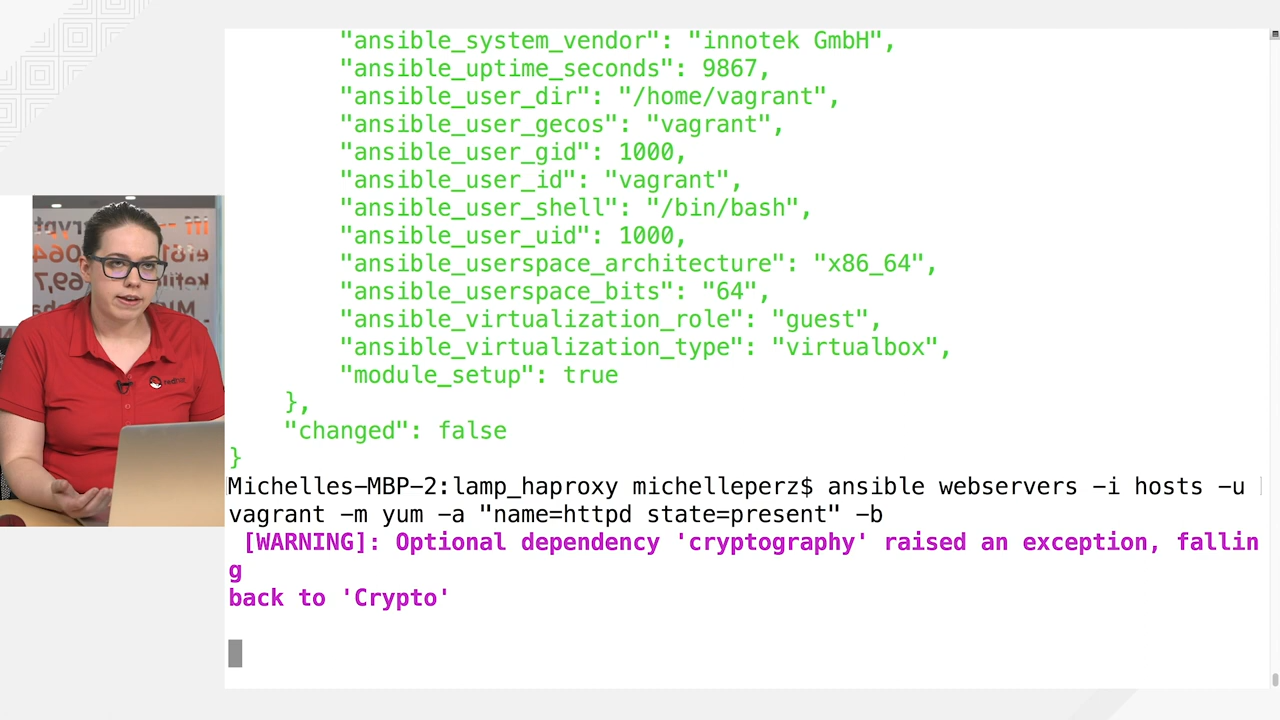 "ansible_system_vendor": "innotek GmbH",
"ansible_uptime_seconds": 9867,
"ansible_user_dir": "/home/vagrant",
"ansible_user_gecos": "vagrant",
"ansible_user_gid": 1000,
"ansible_user_id": "vagrant",
"ansible_user_shell": "/bin/bash",
"ansible_user_uid": 1000,
"ansible_userspace_architecture": "x86_64",
"ansible_userspace_bits": "64",
"ansible_virtualization_role": "guest",
"ansible_virtualization_type": "virtualbox",
"module_setup": true
},
"changed": false
}
Michelles-MBP-2:lamp_haproxy michelleperz$ ansible webservers -i hosts -u
vagrant -m yum -a "name=httpd state=present" -b
[WARNING]: Optional dependency 'cryptography' raised an exception, fallin
g
back to 'Crypto'
redhat